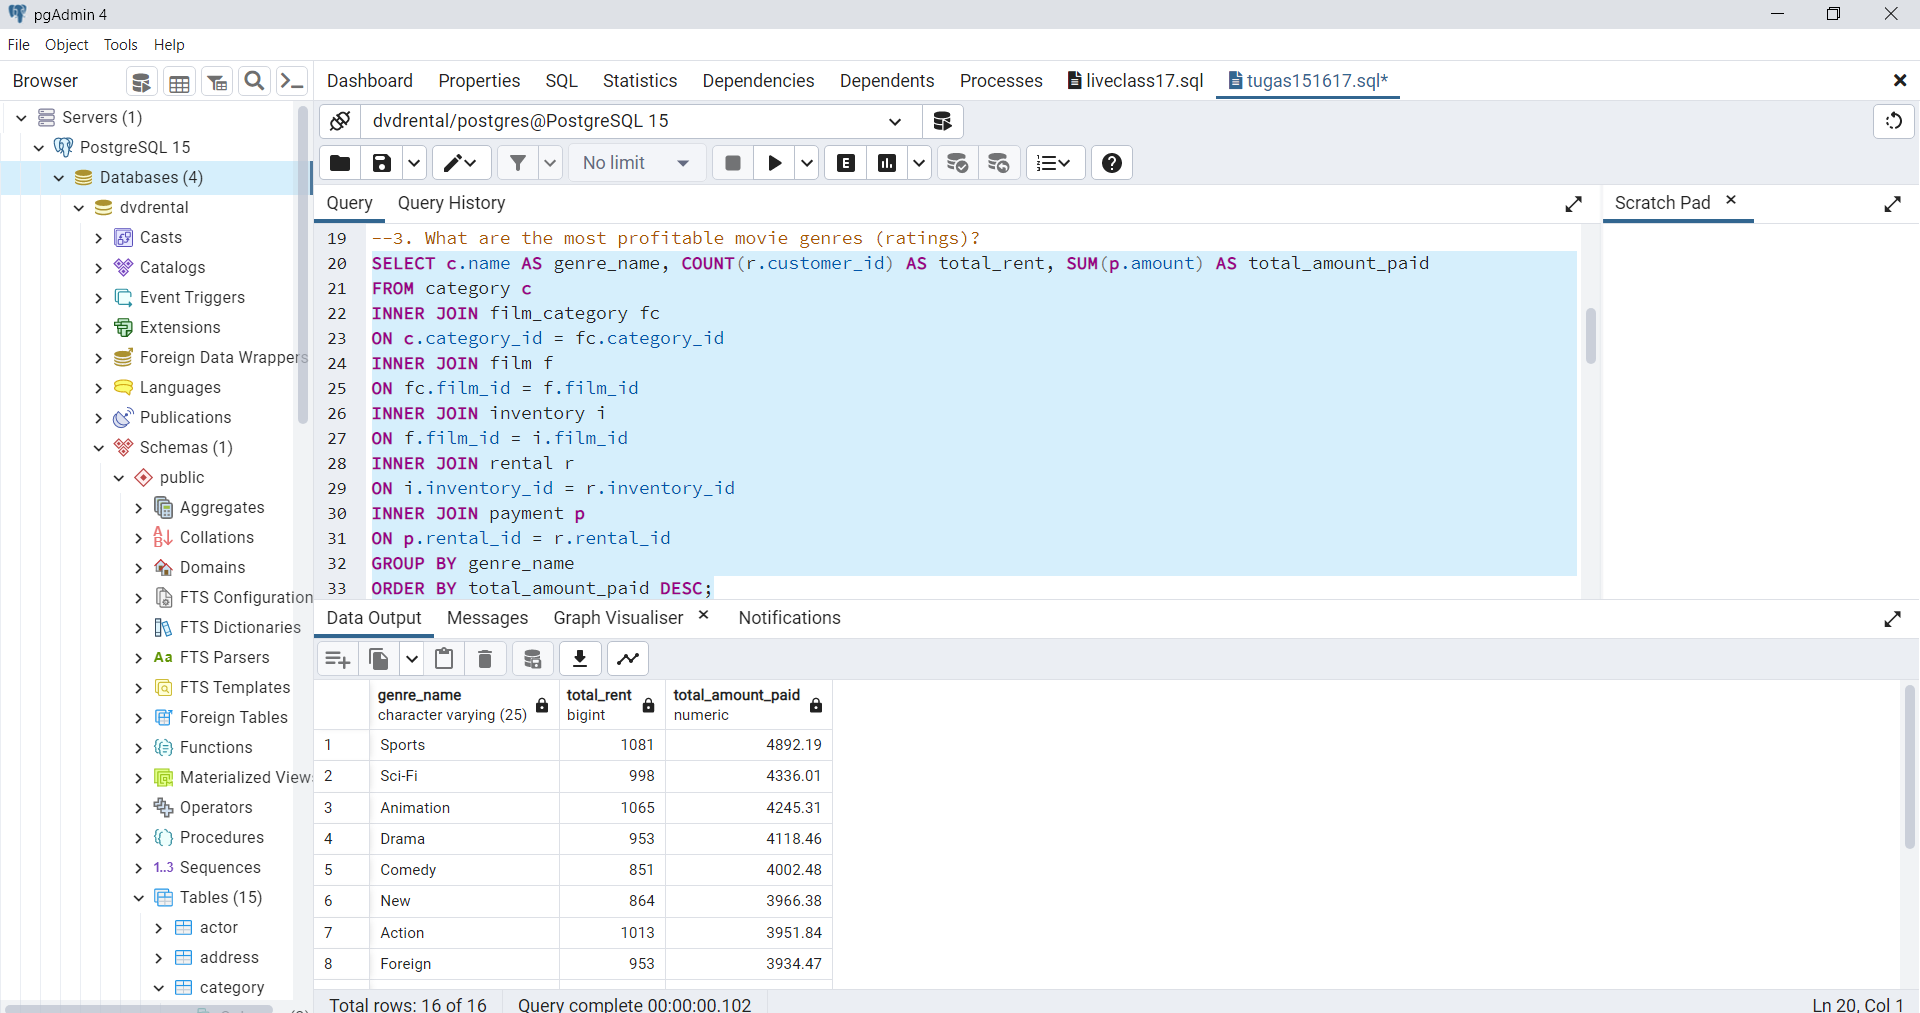 pgAdmin 4
File Object Tools Help
Browser
Dashboard Properties SQL Statistics Dependencies Dependents Processes liveclass17.sql tugas151617.sql*
Servers (1)
PostgreSQL 15
Databases (4)
dvdrental
Casts
Catalogs
Event Triggers
Extensions
Foreign Data Wrappers
Languages
Publications
Schemas (1)
public
Aggregates
Collations
Domains
FTS Configuration
FTS Dictionaries
Aa FTS Parsers
FTS Templates
Foreign Tables
Functions
Materialized View
Operators
Procedures
1..3 Sequences
Tables (15)
actor
address
category
dvdrental/postgres@PostgreSQL 15
No limit
E
Query Query History
Scratch Pad
19 --3. What are the most profitable movie genres (ratings)?
20 SELECT c.name AS genre_name, COUNT(r.customer_id) AS total_rent, SUM(p.amount) AS total_amount_paid
21 FROM category c
22 INNER JOIN film_category fc
23 ON c.category_id = fc.category_id
24 INNER JOIN film f
25 ON fc.film_id = f.film_id
26 INNER JOIN inventory i
27 ON f.film_id = i.film_id
28 INNER JOIN rental r
29 ON i.inventory_id = r.inventory_id
30 INNER JOIN payment p
31 ON p.rental_id = r.rental_id
32 GROUP BY genre_name
33 ORDER BY total_amount_paid DESC;
Data Output Messages Graph Visualiser Notifications
genre_name total_rent total_amount_paid
character varying (25) bigint numeric
1 Sports 1081 4892.19
2 Sci-Fi 998 4336.01
3 Animation 1065 4245.31
4 Drama 953 4118.46
5 Comedy 851 4002.48
6 New 864 3966.38
7 Action 1013 3951.84
8 Foreign 953 3934.47
Total rows: 16 of 16 Query complete 00:00:00.102 Ln 20, Col 1